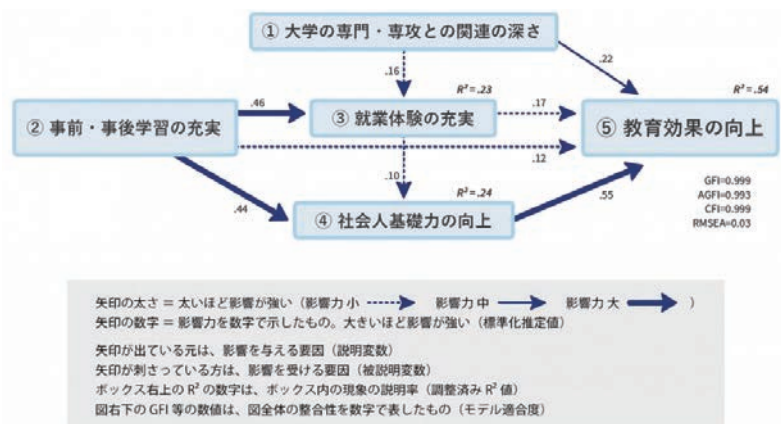 ① 大学の専門・専攻との関連の深さ
.16
.22
R² = .23
R² = .54
.46
② 事前・事後学習の充実
③ 就業体験の充実
.17
⑤ 教育効果の向上
.12
.10
R² = .24
.44
④ 社会人基礎力の向上
.55
GFI=0.999
AGFI=0.993
CFI=0.999
RMSEA=0.03
矢印の太さ = 太いほど影響が強い(影響力 小 影響力 中 影響力 大 )
矢印の数字 = 影響力を数字で示したもの。大きいほど影響が強い(標準化推定値)
矢印が出ている元は、影響を与える要因(説明変数)
矢印が刺さっている方は、影響を受ける要因(被説明変数)
ボックス右上の R² の数字は、ボックス内の現象の説明率(調整済み R² 値)
図右下の GFI 等の数値は、図全体の整合性を数字で表したもの(モデル適合度)